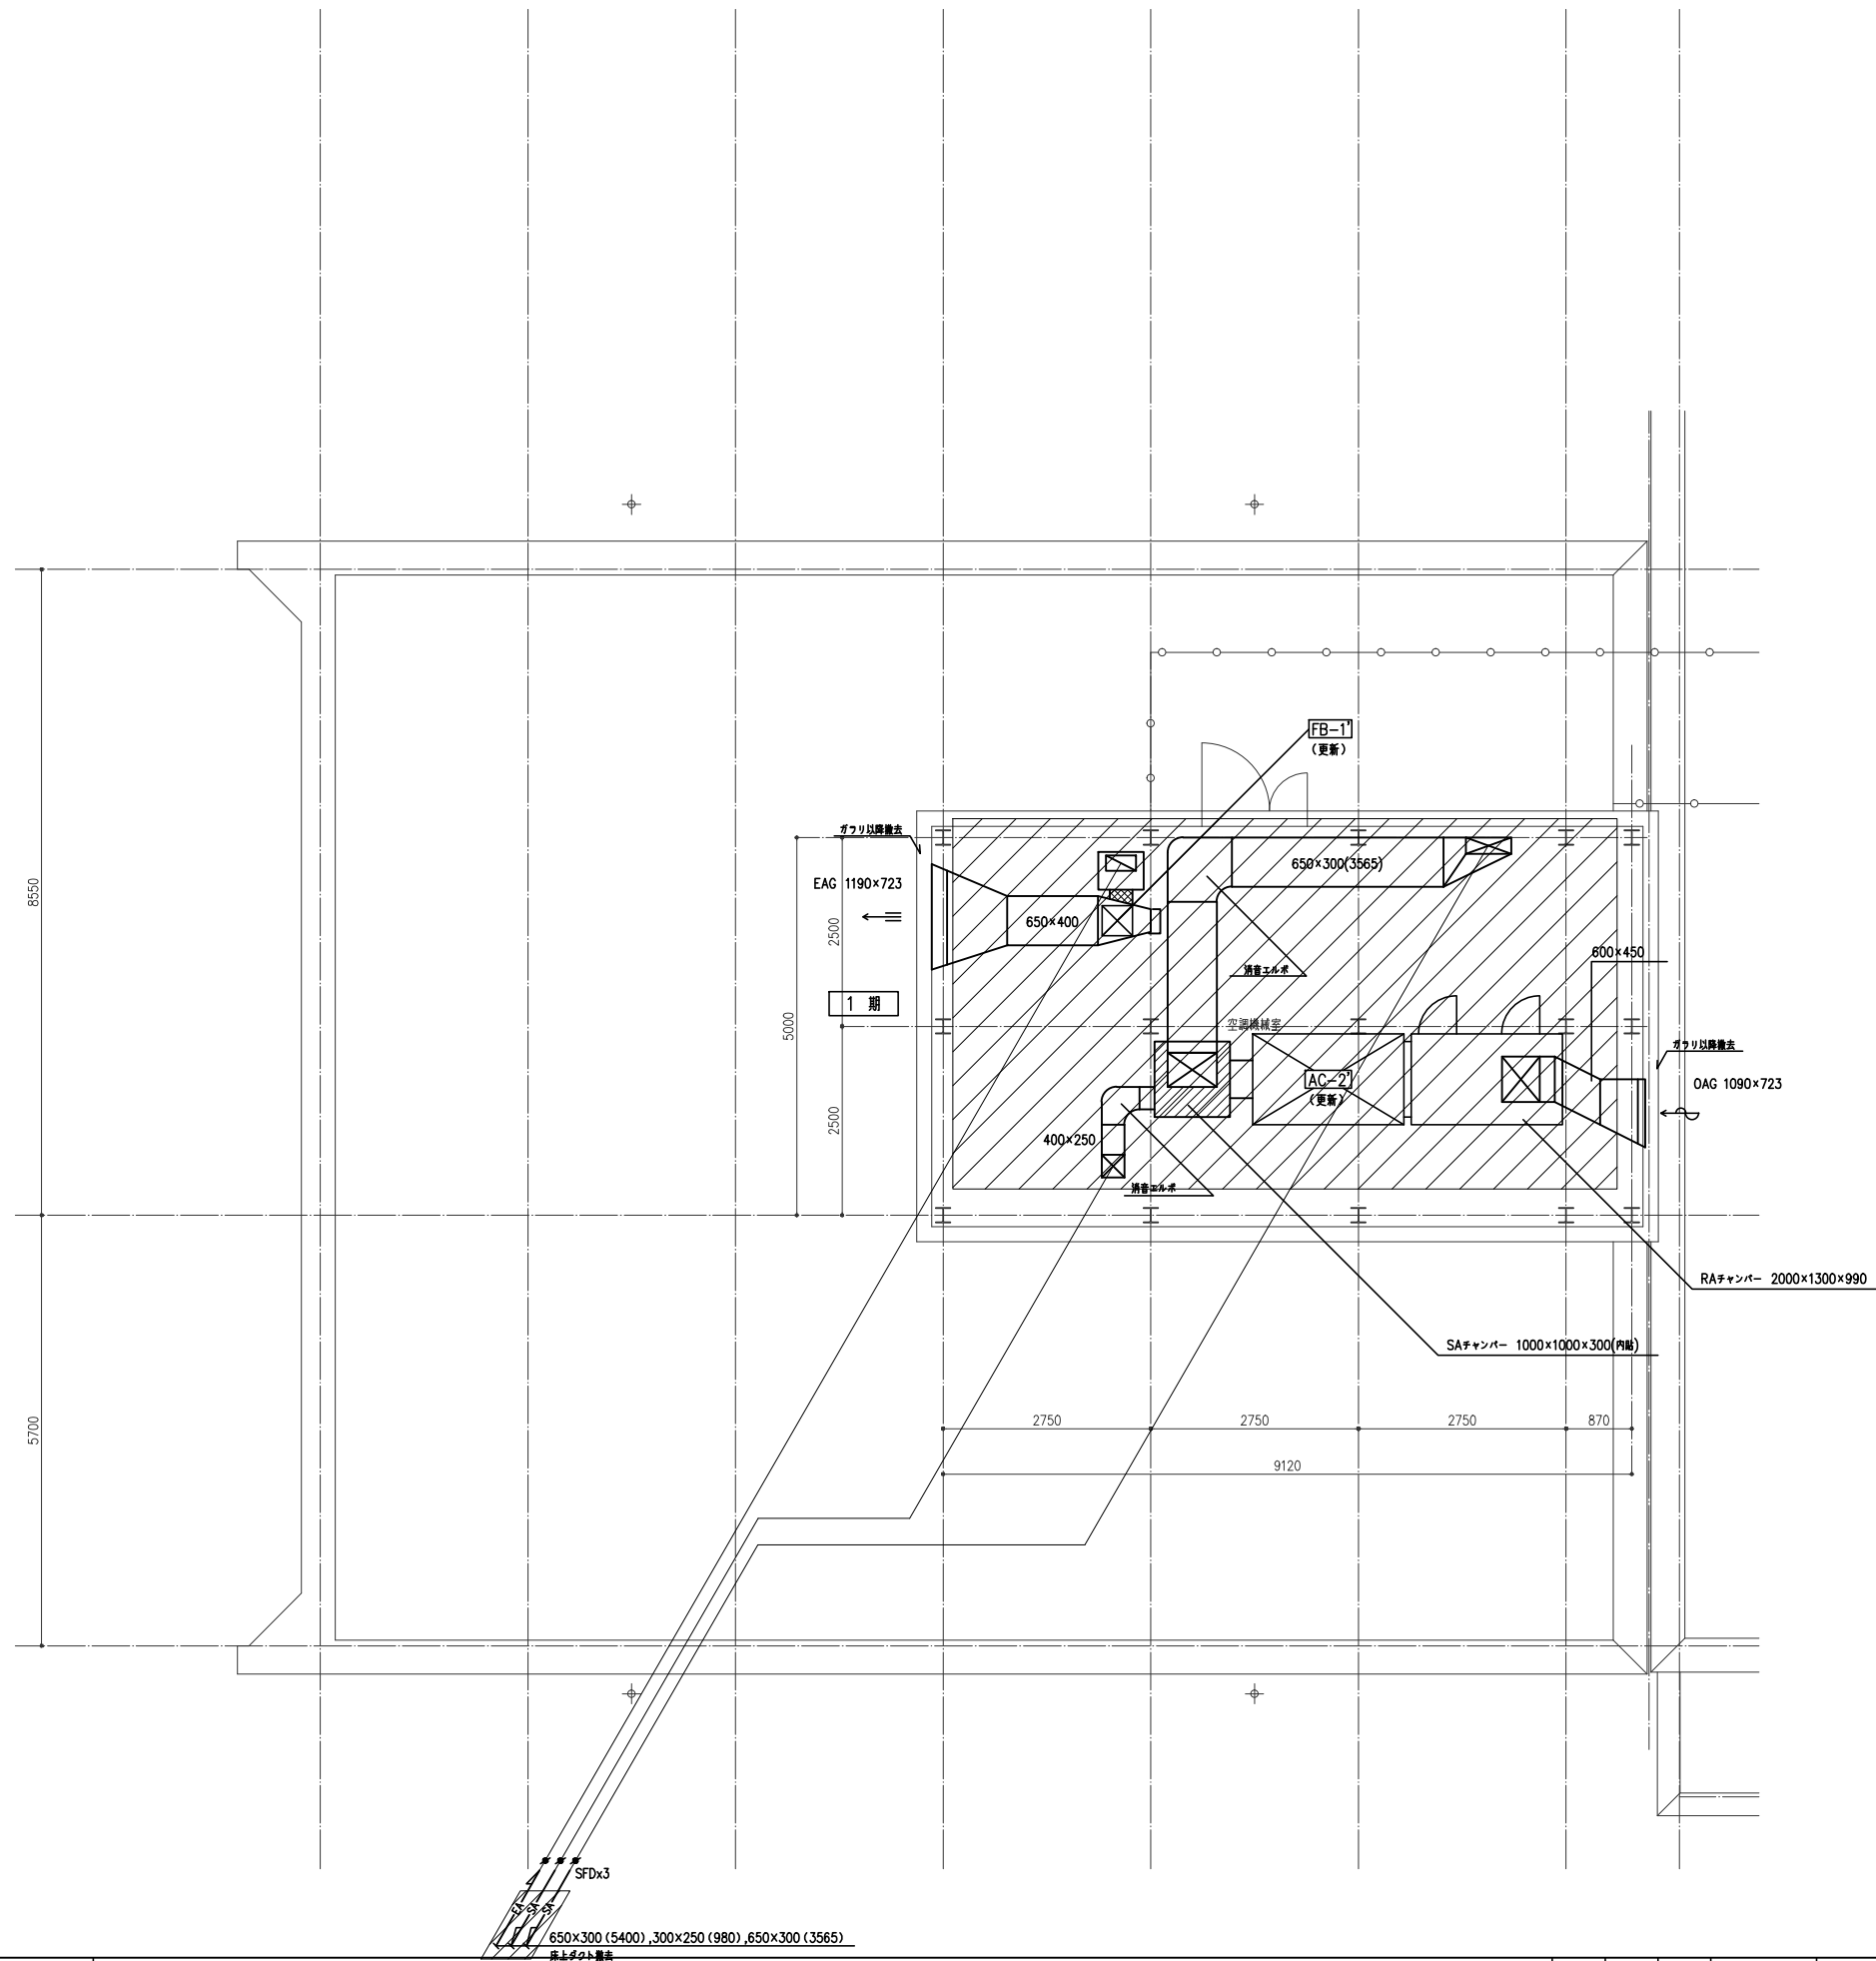 FB-1'
(更新)
ガラリ以降撤去
EAG 1190×723
650×300(3565)
650×400
8550
2500
600×450
消音エルボ
1 期
5000
空調機械室
ガラリ以降撤去
AC-2'
(更新)
OAG 1090×723
2500
400×250
消音エルボ
RAチャンバー 2000×1300×990
SAチャンバー 1000×1000×300(内貼)
5700
2750
2750
2750
870
9120
SFDx3
EA
SA
SA
650×300 (5400) ,300×250 (980) ,650×300 (3565)
床上ダクト撤去